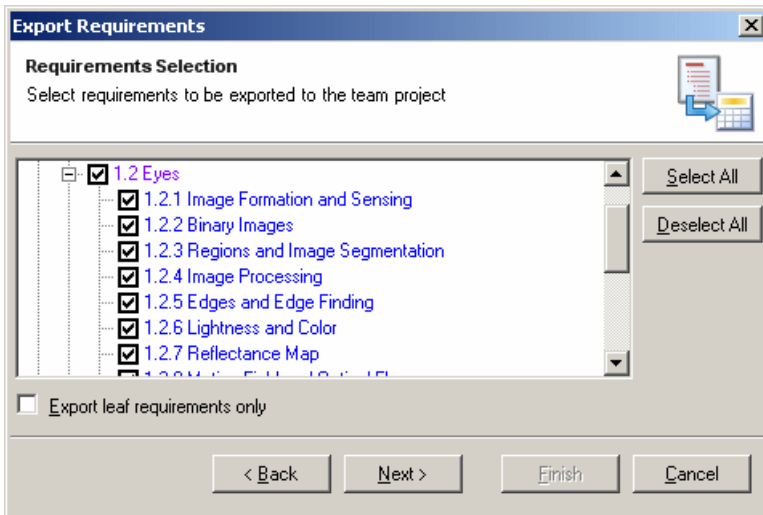 Export Requirements
Requirements Selection
Select requirements to be exported to the team project
1.2 Eyes
1.2.1 Image Formation and Sensing
1.2.2 Binary Images
1.2.3 Regions and Image Segmentation
1.2.4 Image Processing
1.2.5 Edges and Edge Finding
1.2.6 Lightness and Color
1.2.7 Reflectance Map
Select All
Deselect All
Export leaf requirements only
< Back
Next >
Finish
Cancel